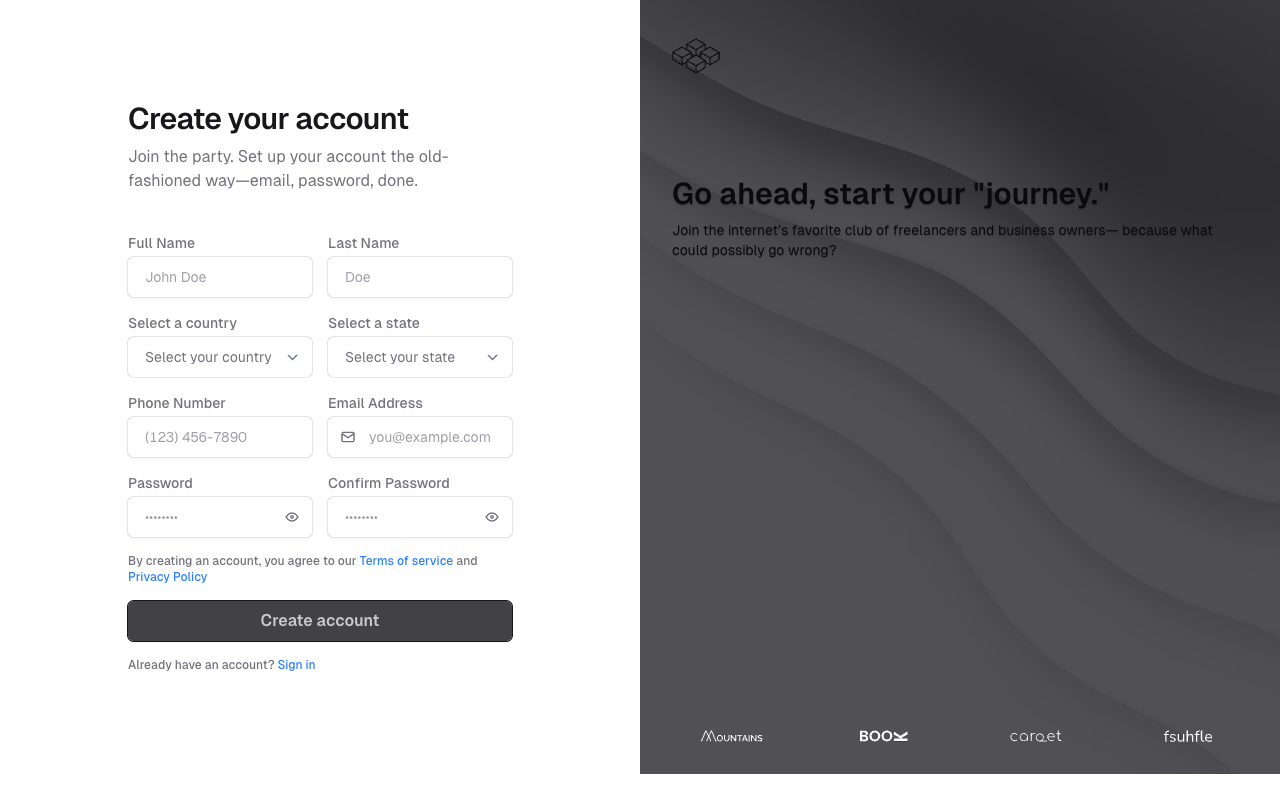 Create your account
Join the party. Set up your account the old-
fashioned way—email, password, done.
Full Name
Last Name
John Doe
Doe
Select a country
Select a state
Select your country
Select your state
Phone Number
Email Address
(123) 456-7890
you@example.com
Password
Confirm Password
••••••••
••••••••
By creating an account, you agree to our Terms of service and
Privacy Policy
Create account
Already have an account? Sign in
Go ahead, start your "journey."
Join the internet's favorite club of freelancers and business owners— because what
could possibly go wrong?
MOUNTAINS
BOOK
carqet
fsuhfle